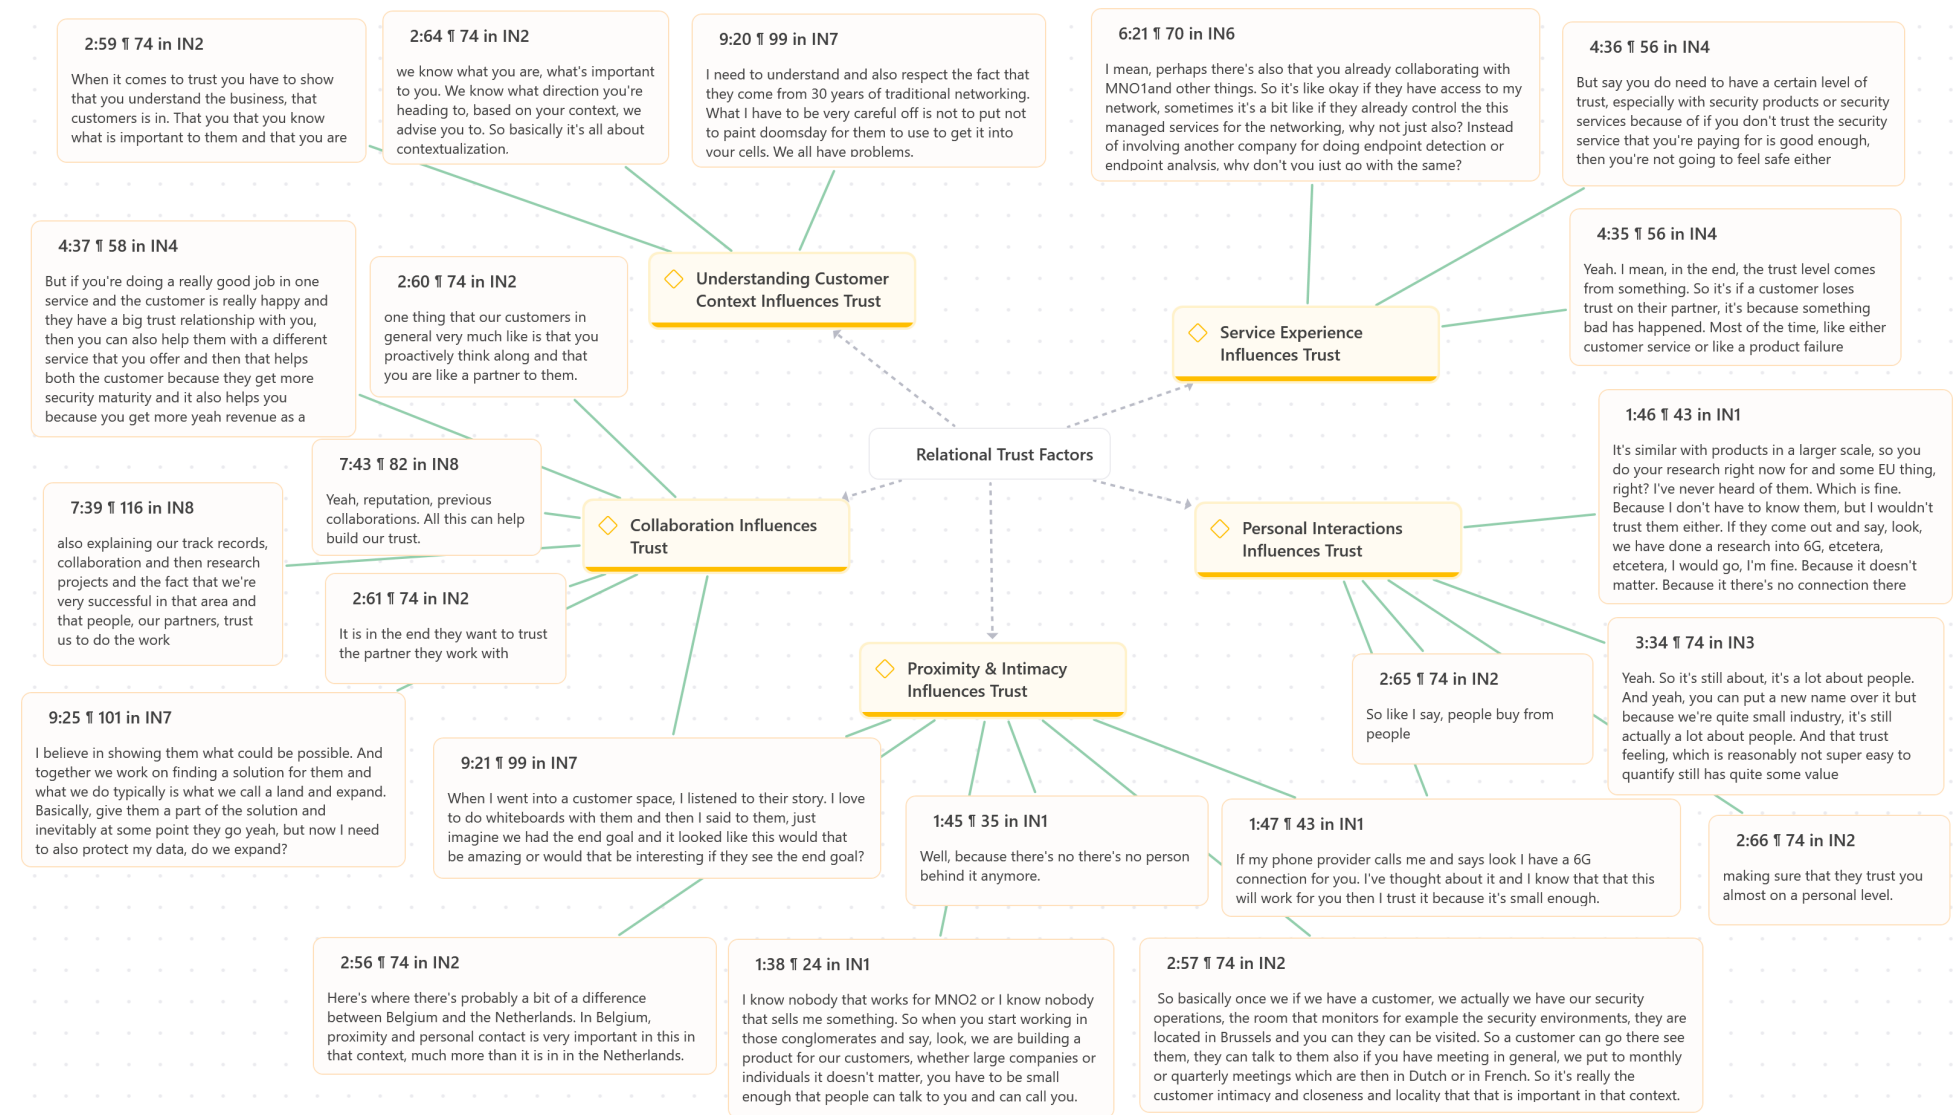 2:59 ¶ 74 in IN2
When it comes to trust you have to show
that you understand the business, that
customers is in. That you that you know
what is important to them and that you are
2:64 ¶ 74 in IN2
we know what you are, what's important
to you. We know what direction you're
heading to, based on your context, we
advise you to. So basically it's all about
contextualization.
9:20 ¶ 99 in IN7
I need to understand and also respect the fact that
they come from 30 years of traditional networking.
What I have to be very careful off is not to put not
to paint doomsday for them to use to get it into
your cells. We all have problems.
6:21 ¶ 70 in IN6
I mean, perhaps there's also that you already collaborating with
MNO1and other things. So it's like okay if they have access to my
network, sometimes it's a bit like if they already control the this
managed services for the networking, why not just also? Instead
of involving another company for doing endpoint detection or
endpoint analysis, why don't you just go with the same?
4:36 ¶ 56 in IN4
But say you do need to have a certain level of
trust, especially with security products or security
services because of if you don't trust the security
service that you're paying for is good enough,
then you're not going to feel safe either
4:35 ¶ 56 in IN4
Yeah. I mean, in the end, the trust level comes
from something. So it's if a customer loses
trust on their partner, it's because something
bad has happened. Most of the time, like either
customer service or like a product failure
4:37 ¶ 58 in IN4
But if you're doing a really good job in one
service and the customer is really happy and
they have a big trust relationship with you,
then you can also help them with a different
service that you offer and then that helps
both the customer because they get more
security maturity and it also helps you
because you get more yeah revenue as a
2:60 ¶ 74 in IN2
one thing that our customers in
general very much like is that you
proactively think along and that
you are like a partner to them.
Understanding Customer
Context Influences Trust
Service Experience
Influences Trust
Relational Trust Factors
1:46 ¶ 43 in IN1
It's similar with products in a larger scale, so you
do your research right now for and some EU thing,
right? I've never heard of them. Which is fine.
Because I don't have to know them, but I wouldn't
trust them either. If they come out and say, look,
we have done a research into 6G, etcetera,
etcetera, I would go, I'm fine. Because it doesn't
matter. Because it there's no connection there
7:43 ¶ 82 in IN8
Yeah, reputation, previous
collaborations. All this can help
build our trust.
7:39 ¶ 116 in IN8
also explaining our track records,
collaboration and then research
projects and the fact that we're
very successful in that area and
that people, our partners, trust
us to do the work
Collaboration Influences
Trust
Personal Interactions
Influences Trust
2:61 ¶ 74 in IN2
It is in the end they want to trust
the partner they work with
Proximity & Intimacy
Influences Trust
2:65 ¶ 74 in IN2
So like I say, people buy from
people
3:34 ¶ 74 in IN3
Yeah. So it's still about, it's a lot about people.
And yeah, you can put a new name over it but
because we're quite small industry, it's still
actually a lot about people. And that trust
feeling, which is reasonably not super easy to
quantify still has quite some value
9:25 ¶ 101 in IN7
I believe in showing them what could be possible. And
together we work on finding a solution for them and
what we do typically is what we call a land and expand.
Basically, give them a part of the solution and
inevitably at some point they go yeah, but now I need
to also protect my data, do we expand?
9:21 ¶ 99 in IN7
When I went into a customer space, I listened to their story. I love
to do whiteboards with them and then I said to them, just
imagine we had the end goal and it looked like this would that
be amazing or would that be interesting if they see the end goal?
1:45 ¶ 35 in IN1
Well, because there's no there's no person
behind it anymore.
1:47 ¶ 43 in IN1
If my phone provider calls me and says look I have a 6G
connection for you. I've thought about it and I know that that this
will work for you then I trust it because it's small enough.
2:66 ¶ 74 in IN2
making sure that they trust you
almost on a personal level.
2:56 ¶ 74 in IN2
Here's where there's probably a bit of a difference
between Belgium and the Netherlands. In Belgium,
proximity and personal contact is very important in this in
that context, much more than it is in in the Netherlands.
1:38 ¶ 24 in IN1
I know nobody that works for MNO2 or I know nobody
that sells me something. So when you start working in
those conglomerates and say, look, we are building a
product for our customers, whether large companies or
individuals it doesn't matter, you have to be small
enough that people can talk to you and can call you.
2:57 ¶ 74 in IN2
So basically once we if we have a customer, we actually we have our security
operations, the room that monitors for example the security environments, they are
located in Brussels and you can they can be visited. So a customer can go there see
them, they can talk to them also if you have meeting in general, we put to monthly
or quarterly meetings which are then in Dutch or in French. So it's really the
customer intimacy and closeness and locality that that is important in that context.